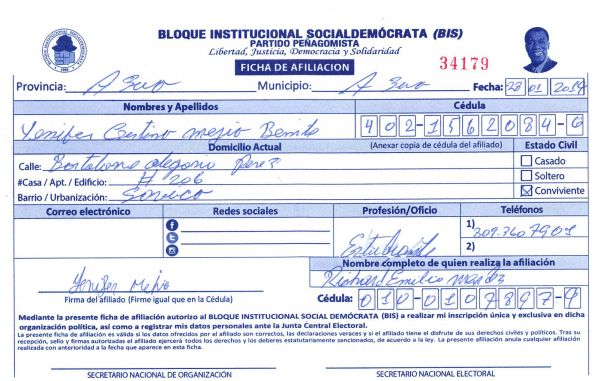 BLOQUE INSTITUCIONAL SOCIALDEMÓCRATA (BIS)
PARTIDO PEÑAGOMISTA
Libertad, Justicia, Democracia y Solidaridad
FICHA DE AFILIACION
34179
Provincia: Azua Municipio: Azua Fecha: 23 01 2019
Nombres y Apellidos Cédula
Yenifer Mejia Benite 402-1562084-6
Domicilio Actual (Anexar copia de cédula del afiliado) Estado Civil
Calle: Perez Casado
#Casa / Apt. / Edificio: # 206 Soltero
Barrio / Urbanización: Conviviente
Correo electrónico Redes sociales Profesión/Oficio Teléfonos
1) 809.760 7901
Estudiante 2)
Nombre completo de quien realiza la afiliación
Yenifer Mejia Richard Emilio
Firma del afiliado (Firme igual que en la Cédula) Cédula: 010-0107897-4
Mediante la presente ficha de afiliación autorizo al BLOQUE INSTITUCIONAL SOCIAL DEMÓCRATA (BIS) a realizar mi inscripción única y exclusiva en dicha
organización política, así como a registrar mis datos personales ante la Junta Central Electoral.
La presente ficha de afiliación es válida si los datos ofrecidos por el afiliado son correctos, las declaraciones veraces y si el afiliado tiene el disfrute de sus derechos civiles y políticos. Tras su
recepción, sello y firmas autorizadas el afiliado ejercerá todos los derechos y los deberes estatutariamente sancionados, de acuerdo a ley. La presente afiliación anula cualquier afiliación
realizada con anterioridad a la fecha que aparece en esta ficha.
SECRETARIO NACIONAL DE ORGANIZACIÓN SECRETARIO NACIONAL ELECTORAL